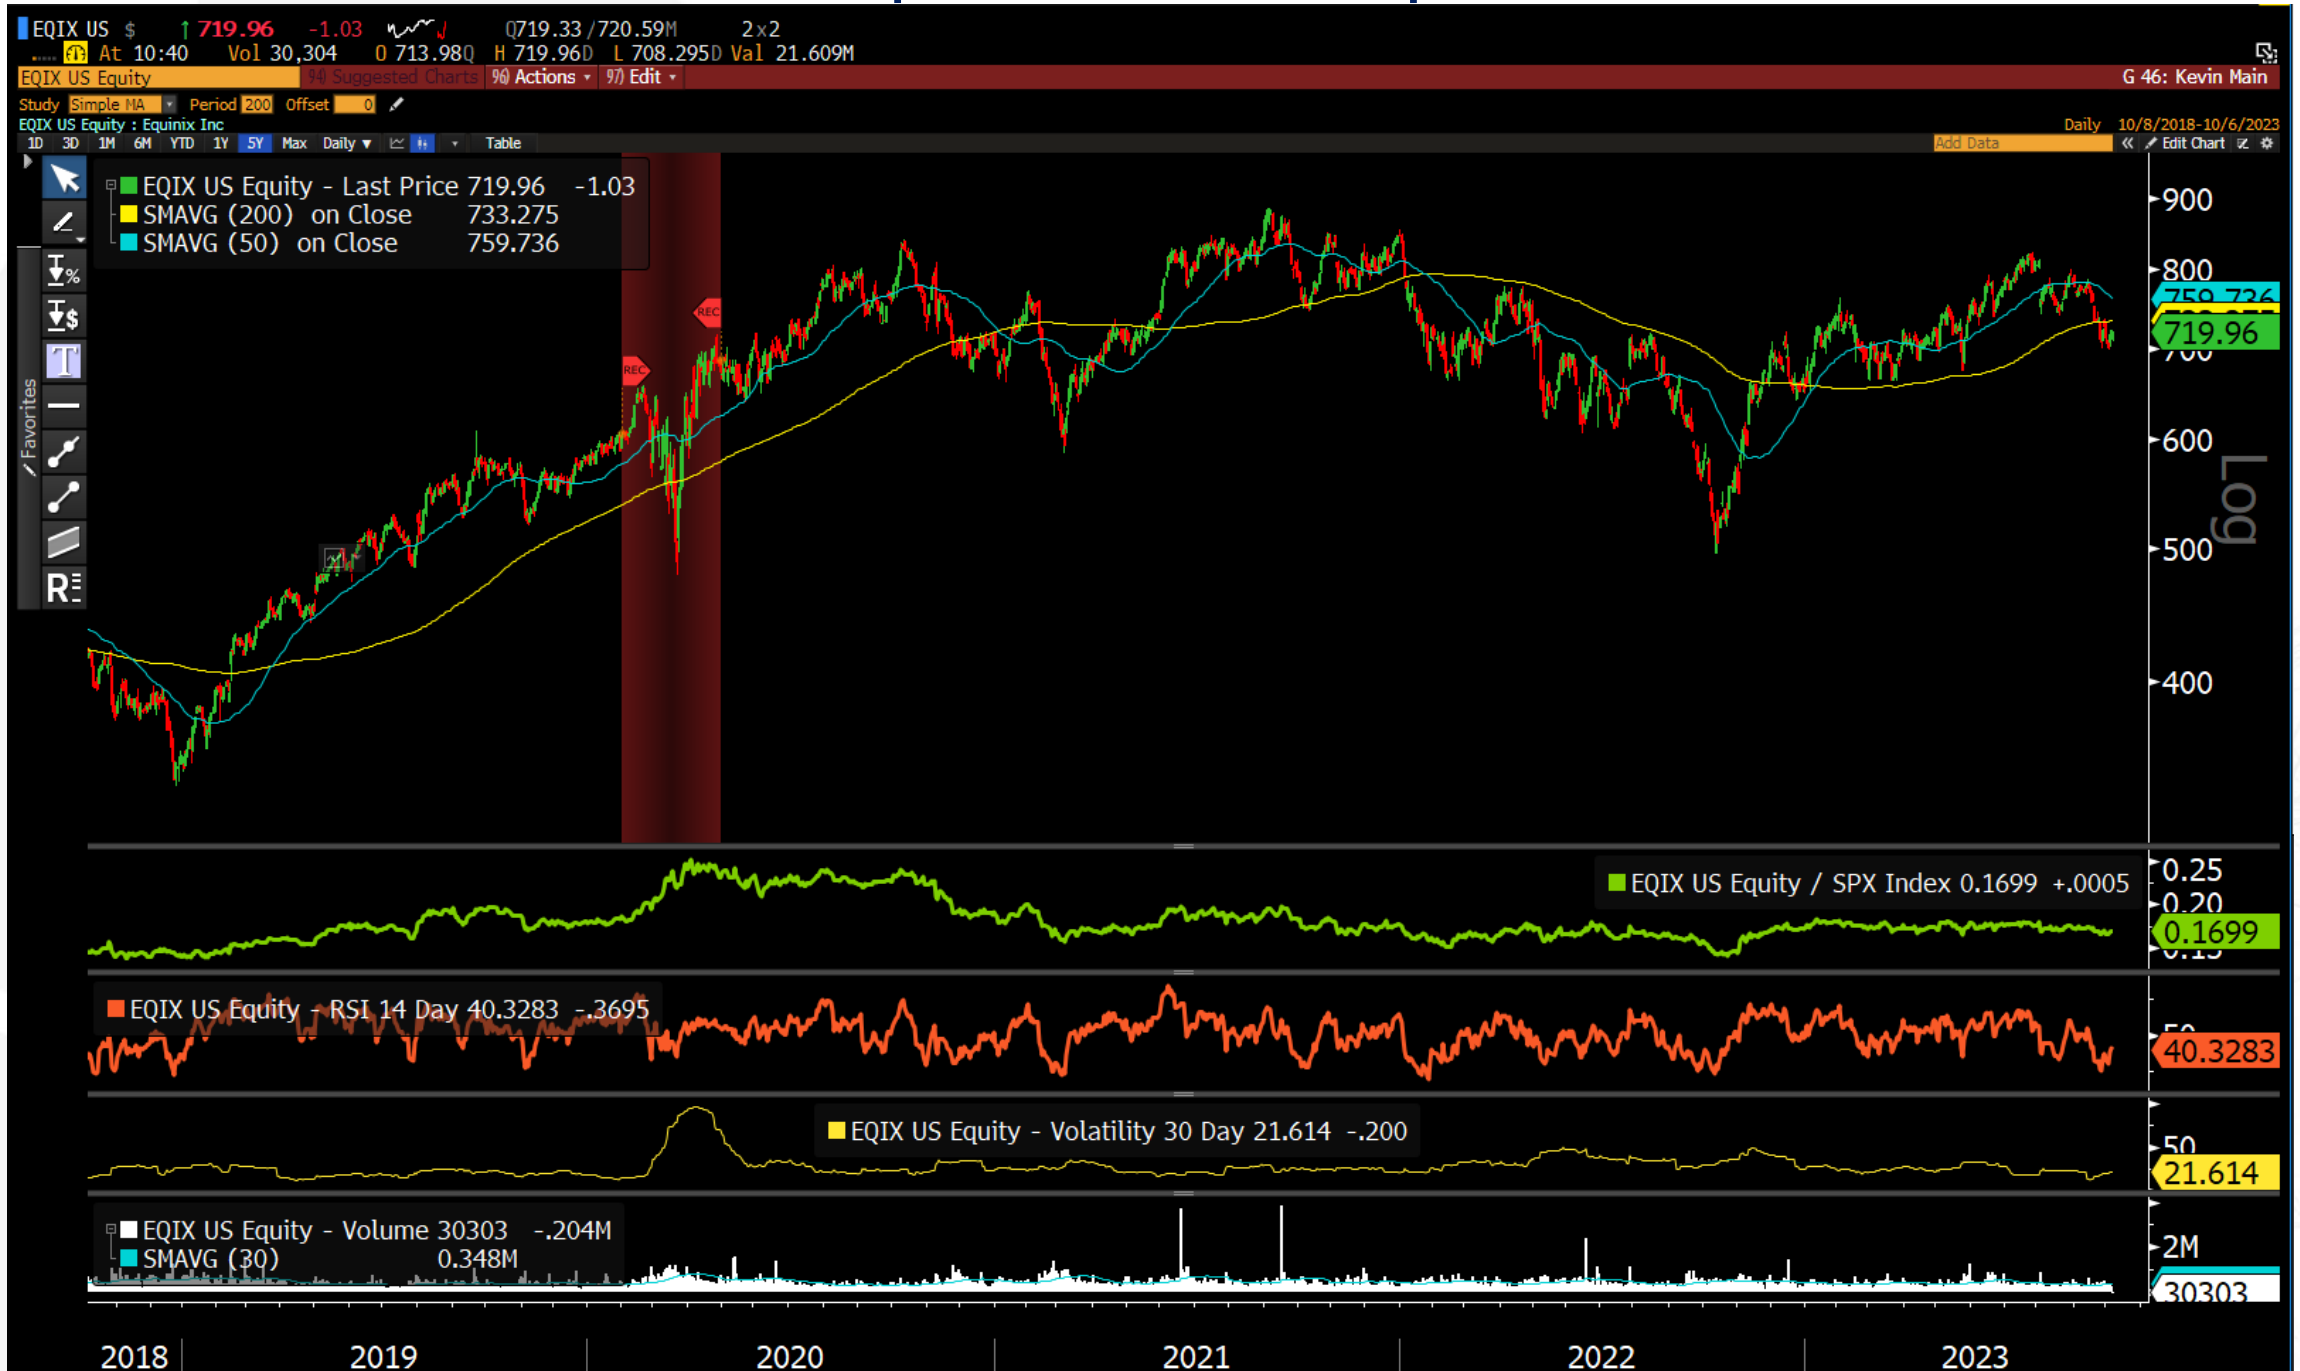 EQIX US $ ↑ 719.96 -1.03 Q719.33 / 720.59M 2x2
At 10:40 Vol 30,304 O 713.98Q H 719.96D L 708.295D Val 21.609M
EQIX US Equity 94) Suggested Charts 96) Actions 97) Edit G 46: Kevin Main
Study Simple MA Period 200 Offset 0
EQIX US Equity : Equinix Inc
Daily 10/8/2018-10/6/2023
1D 3D 1M 6M YTD 1Y 5Y Max Daily ▼ Table Add Data « Edit Chart
EQIX US Equity - Last Price 719.96 -1.03
SMAVG (200) on Close 733.275
SMAVG (50) on Close 759.736
%
$
T
Favorites
R
REC
REC
900
800
759.736
719.96
700
600
500
400
Log
EQIX US Equity / SPX Index 0.1699 +.0005
0.25
0.20
0.1699
0.15
EQIX US Equity - RSI 14 Day 40.3283 -.3695
50
40.3283
EQIX US Equity - Volatility 30 Day 21.614 -.200
50
21.614
EQIX US Equity - Volume 30303 -.204M
SMAVG (30) 0.348M
2M
30303
2018 2019 2020 2021 2022 2023